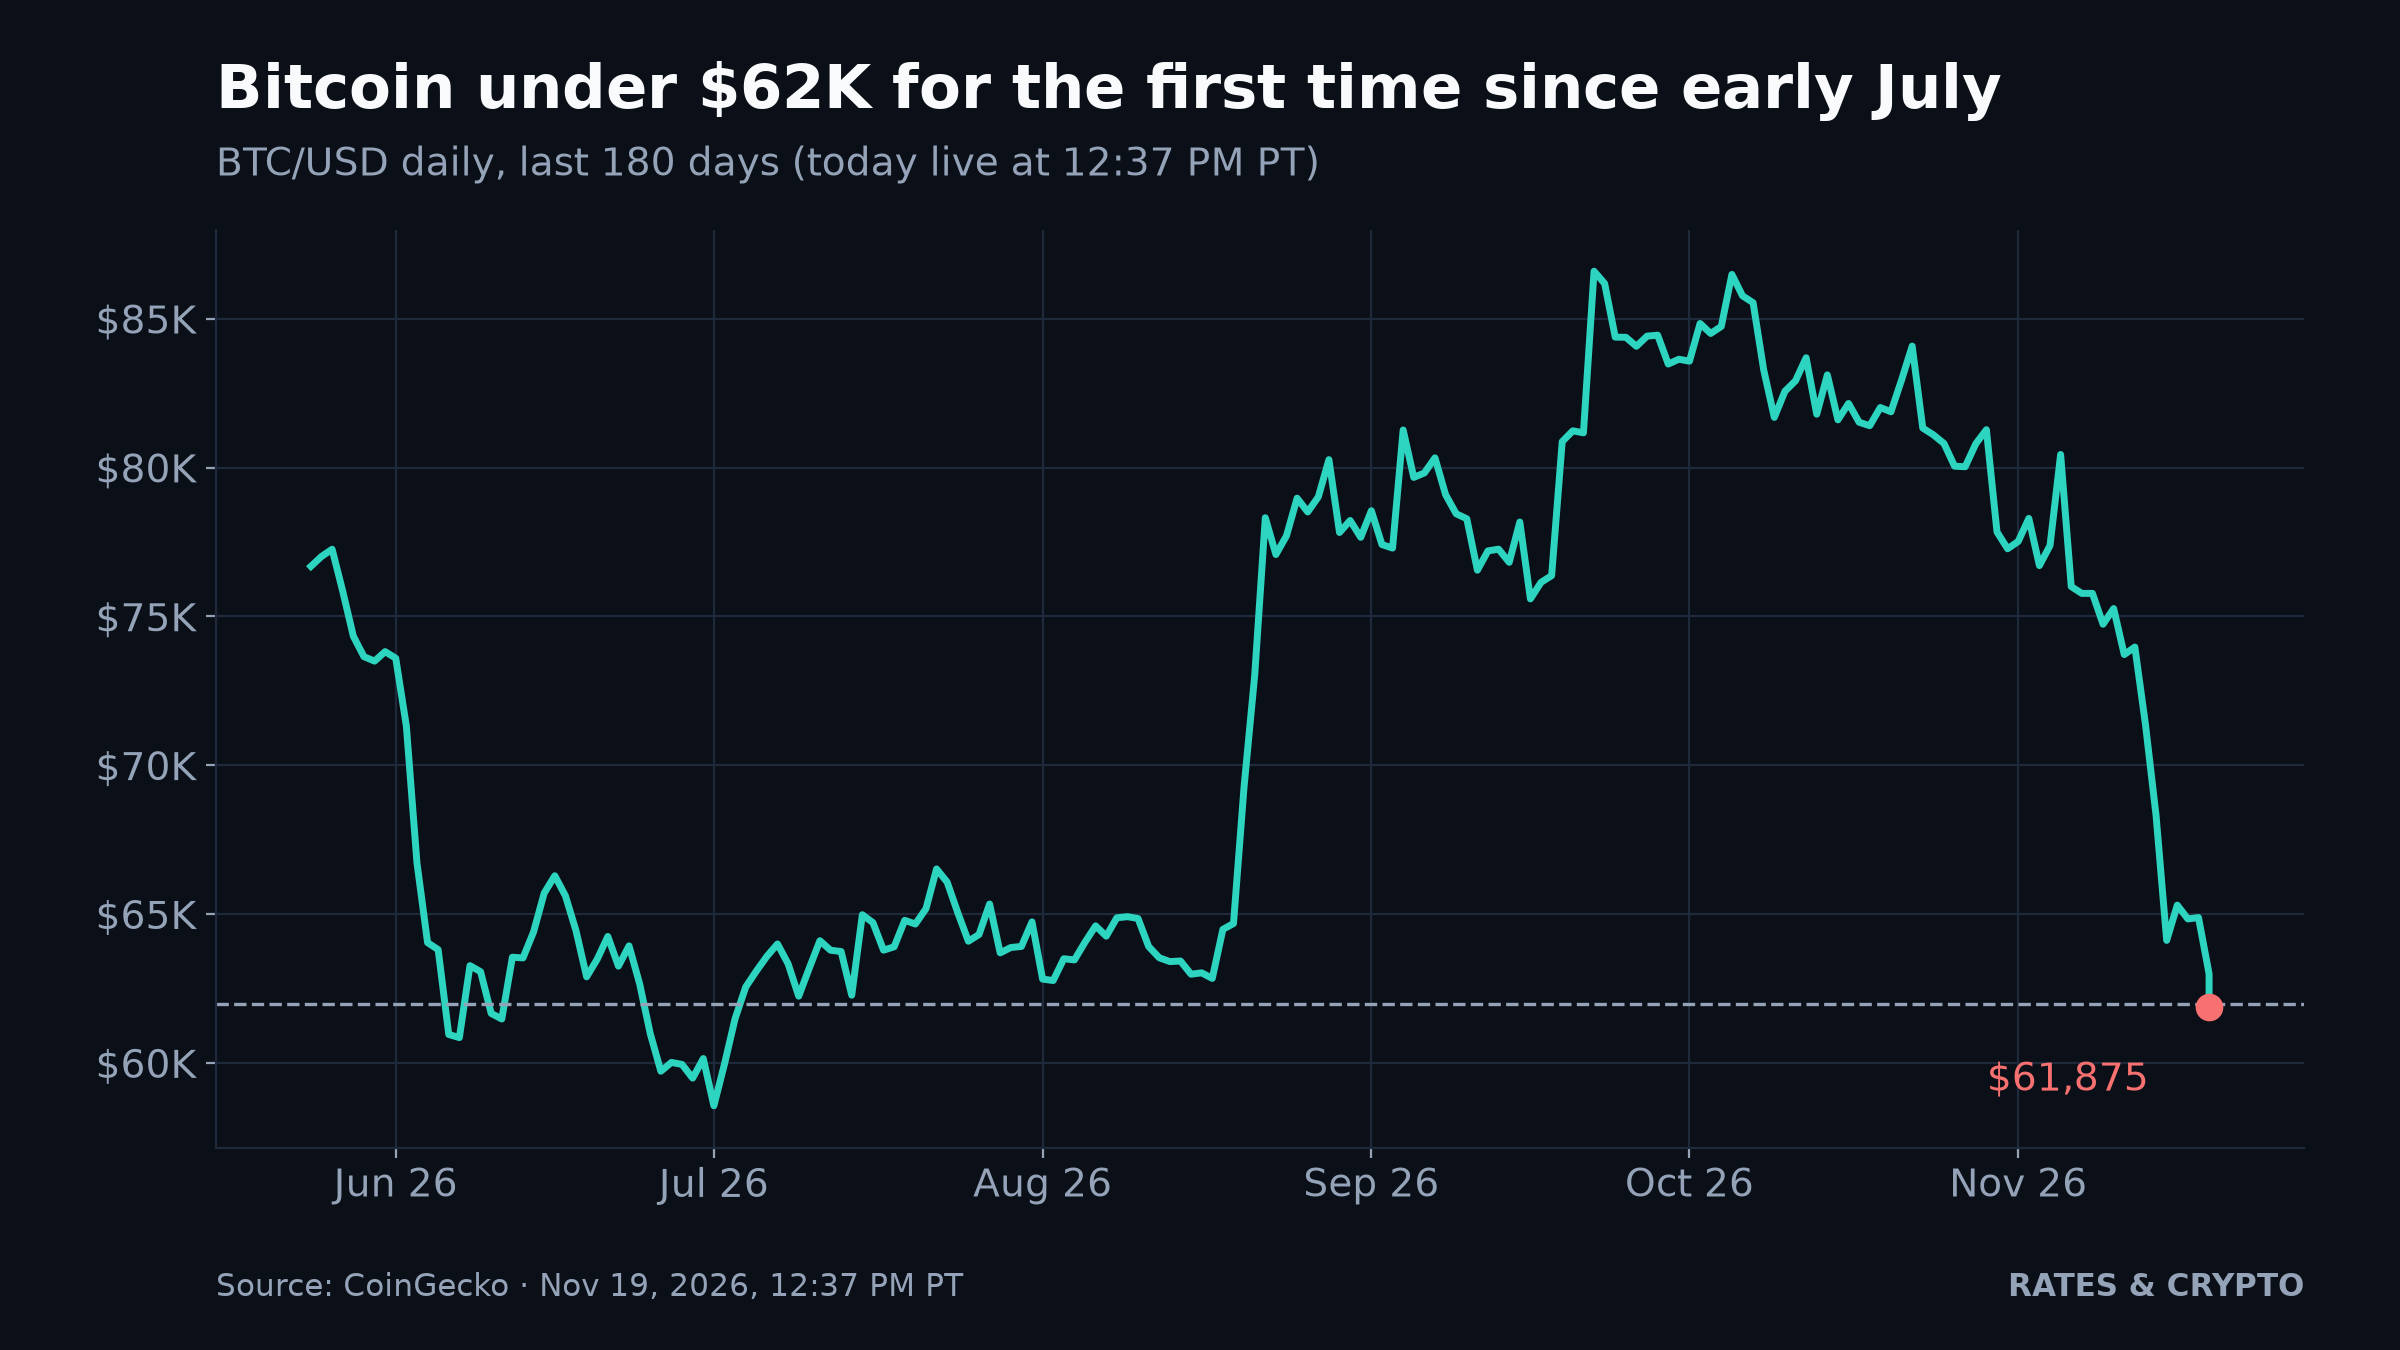 Bitcoin under $62K for the first time since early July
BTC/USD daily, last 180 days (today live at 12:37 PM PT)
$85K
$80K
$75K
$70K
$65K
$60K
$61,875
Jun 26
Jul 26
Aug 26
Sep 26
Oct 26
Nov 26
Source: CoinGecko · Nov 19, 2026, 12:37 PM PT
RATES & CRYPTO